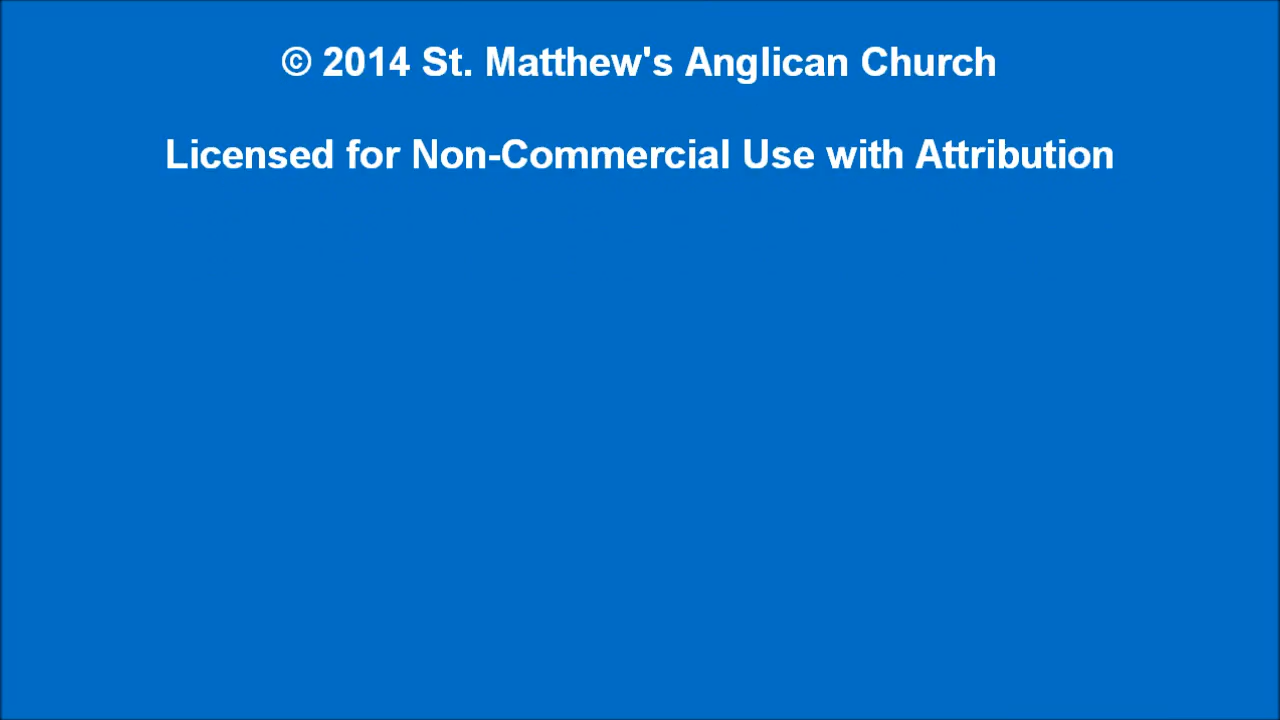 © 2014 St. Matthew's Anglican Church
Licensed for Non-Commercial Use with Attribution